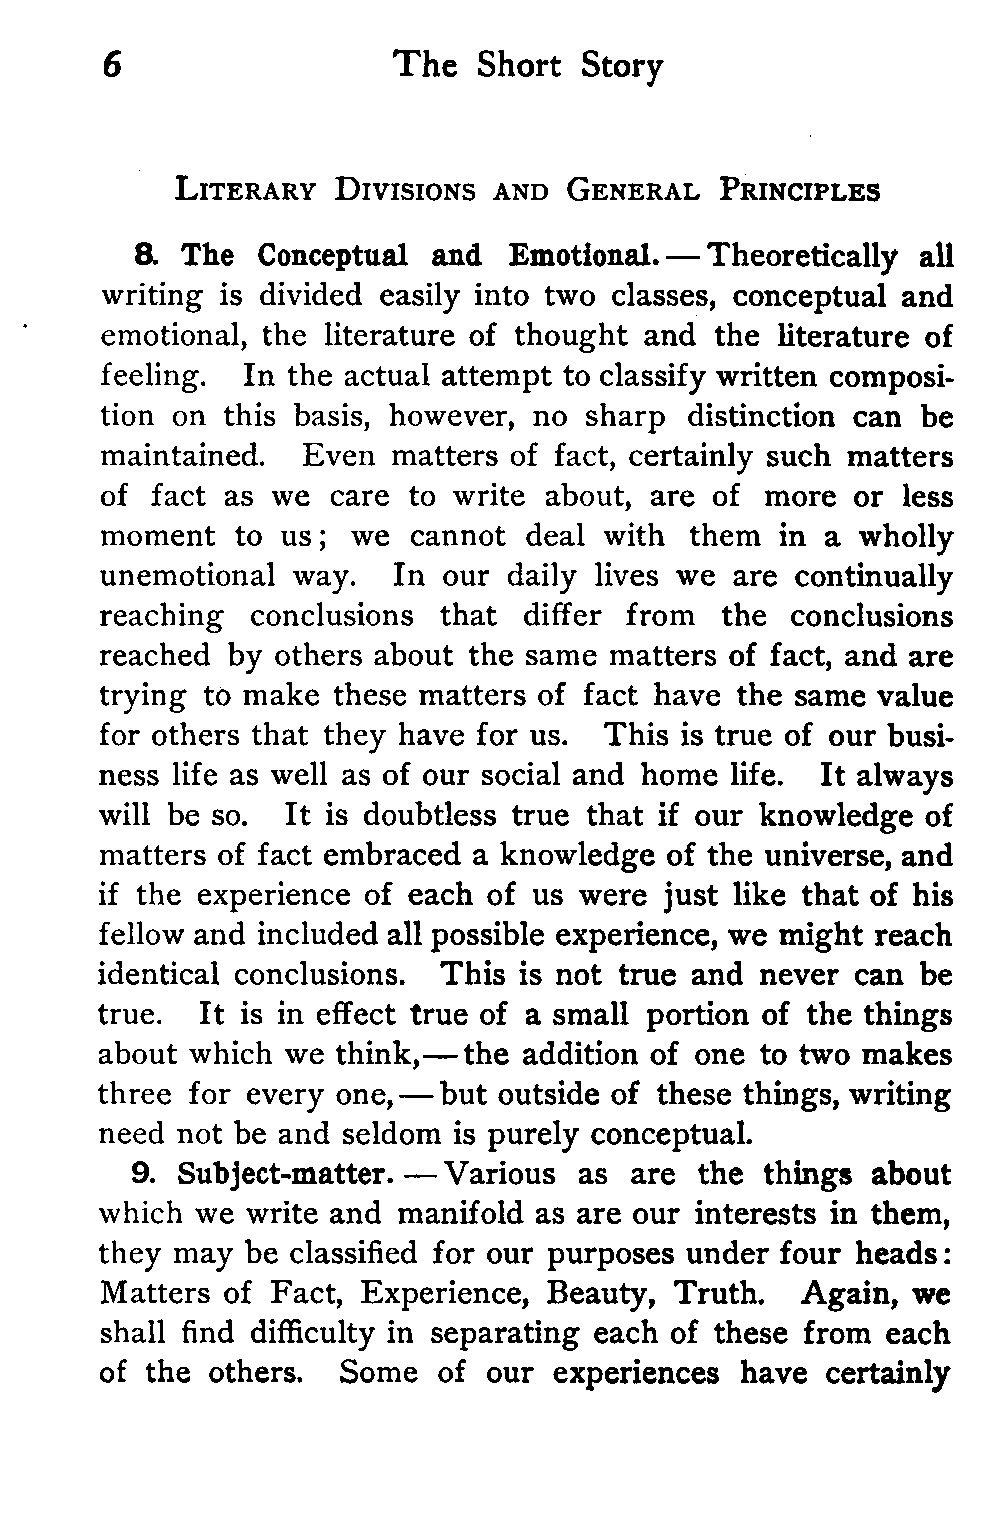 6 The Short Story
LITERARY DIVISIONS AND GENERAL PRINCIPLES
8. The Conceptual and Emotional. — Theoretically all
writing is divided easily into two classes, conceptual and
emotional, the literature of thought and the literature of
feeling. In the actual attempt to classify written composi-
tion on this basis, however, no sharp distinction can be
maintained. Even matters of fact, certainly such matters
of fact as we care to write about, are of more or less
moment to us; we cannot deal with them in a wholly
unemotional way. In our daily lives we are continually
reaching conclusions that differ from the conclusions
reached by others about the same matters of fact, and are
trying to make these matters of fact have the same value
for others that they have for us. This is true of our busi-
ness life as well as of our social and home life. It always
will be so. It is doubtless true that if our knowledge of
matters of fact embraced a knowledge of the universe, and
if the experience of each of us were just like that of his
fellow and included all possible experience, we might reach
identical conclusions. This is not true and never can be
true. It is in effect true of a small portion of the things
about which we think,— the addition of one to two makes
three for every one, — but outside of these things, writing
need not be and seldom is purely conceptual.
9. Subject-matter. — Various as are the things about
which we write and manifold as are our interests in them,
they may be classified for our purposes under four heads:
Matters of Fact, Experience, Beauty, Truth. Again, we
shall find difficulty in separating each of these from each
of the others. Some of our experiences have certainly